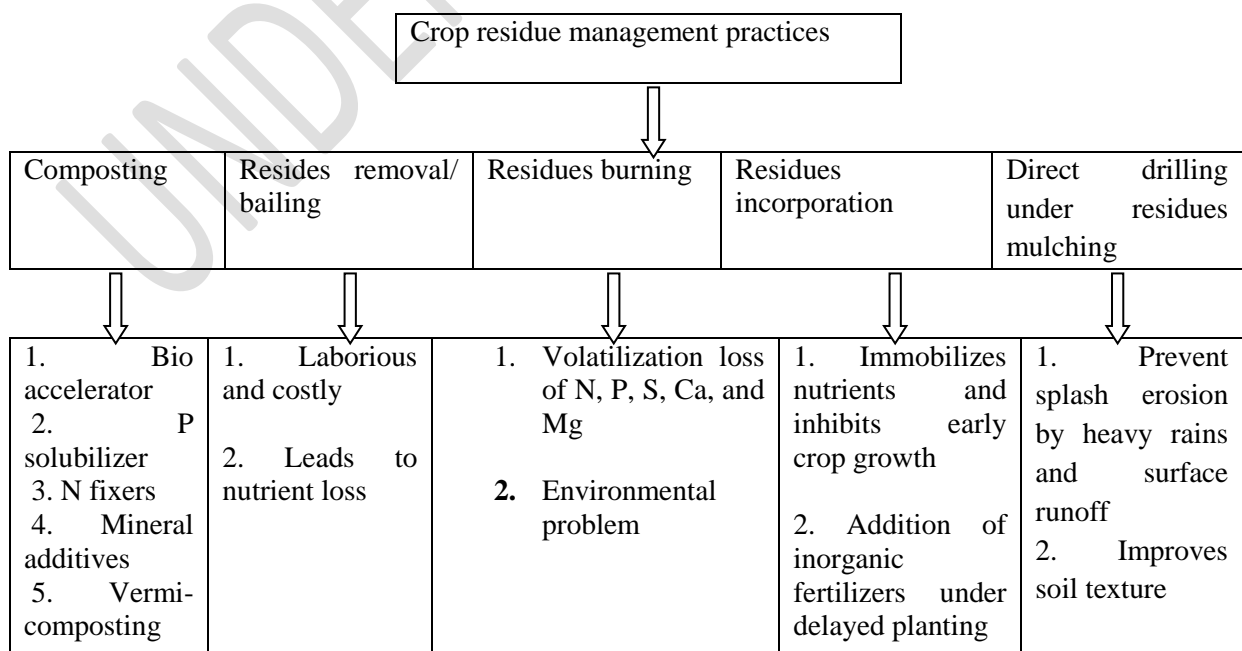 UNDE
Crop residue management practices
Composting
Resides removal/
bailing
Residues burning
Residues
incorporation
Direct drilling
under residues
mulching
1. Bio
accelerator
2. P
solubilizer
3. N fixers
4. Mineral
additives
5. Vermi-
composting
1. Laborious
and costly
2. Leads to
nutrient loss
1. Volatilization loss
of N, P, S, Ca, and
Mg
2. Environmental
problem
1. Immobilizes
nutrients and
inhibits early
crop growth
2. Addition of
inorganic
fertilizers under
delayed planting
1. Prevent
splash erosion
by heavy rains
and surface
runoff
2. Improves
soil texture